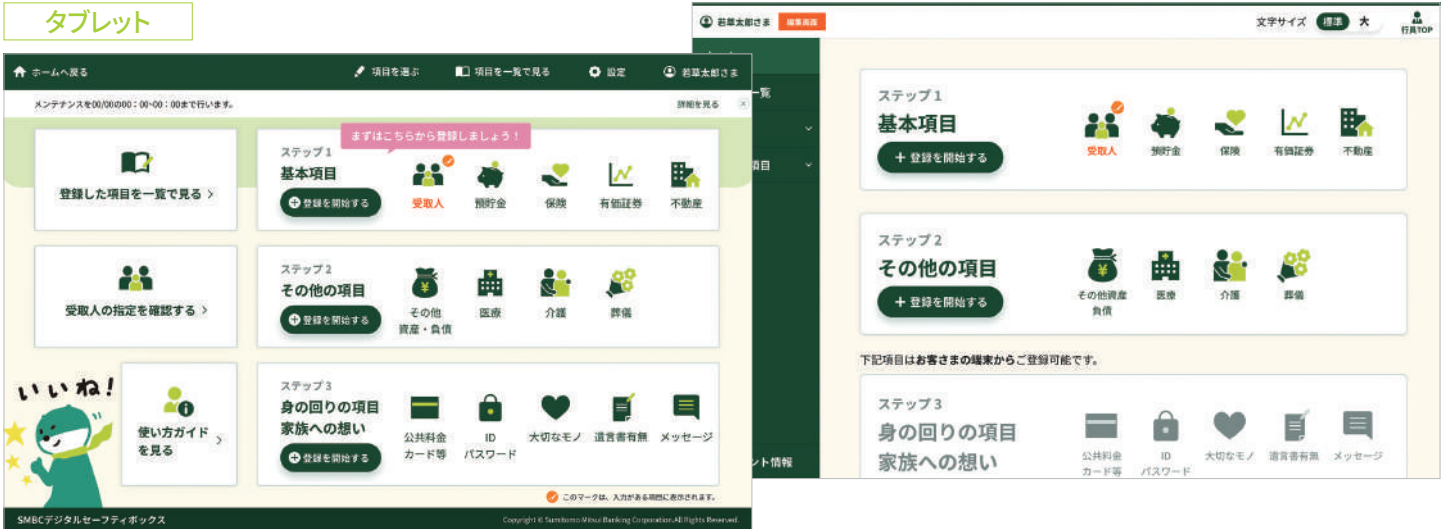 タブレット
ホームへ戻る
項目を選ぶ
項目を一覧で見る
設定
若草太郎さま
メンテナンスを00/00の00：00~00：00まで行います。
詳細を見る
登録した項目を一覧で見る
受取人の指定を確認する
いいね!
使い方ガイド
を見る
まずはこちらから登録しましょう！
ステップ1
基本項目
登録を開始する
受取人
預貯金
保険
有価証券
不動産
ステップ2
その他の項目
登録を開始する
その他
資産・負債
医療
介護
葬儀
ステップ3
身の回りの項目
家族への想い
登録を開始する
公共料金
カード等
ID
パスワード
大切なモノ
遺言書有無
メッセージ
このマークは、入力がある項目に表示されます。
SMBCデジタルセーフティボックス
Copyright © Sumitomo Mitsui Banking Corporation.All Rights Reserved.
若草太郎さま
編集画面
文字サイズ
標準
大
行員TOP
一覧
項目
ント情報
ステップ1
基本項目
+ 登録を開始する
受取人
預貯金
保険
有価証券
不動産
ステップ2
その他の項目
+ 登録を開始する
その他資産
負債
医療
介護
葬儀
下記項目はお客さまの端末からご登録可能です。
ステップ3
身の回りの項目
家族への想い
公共料金
カード等
ID
パスワード
大切なモノ
遺言書有無
メッセージ